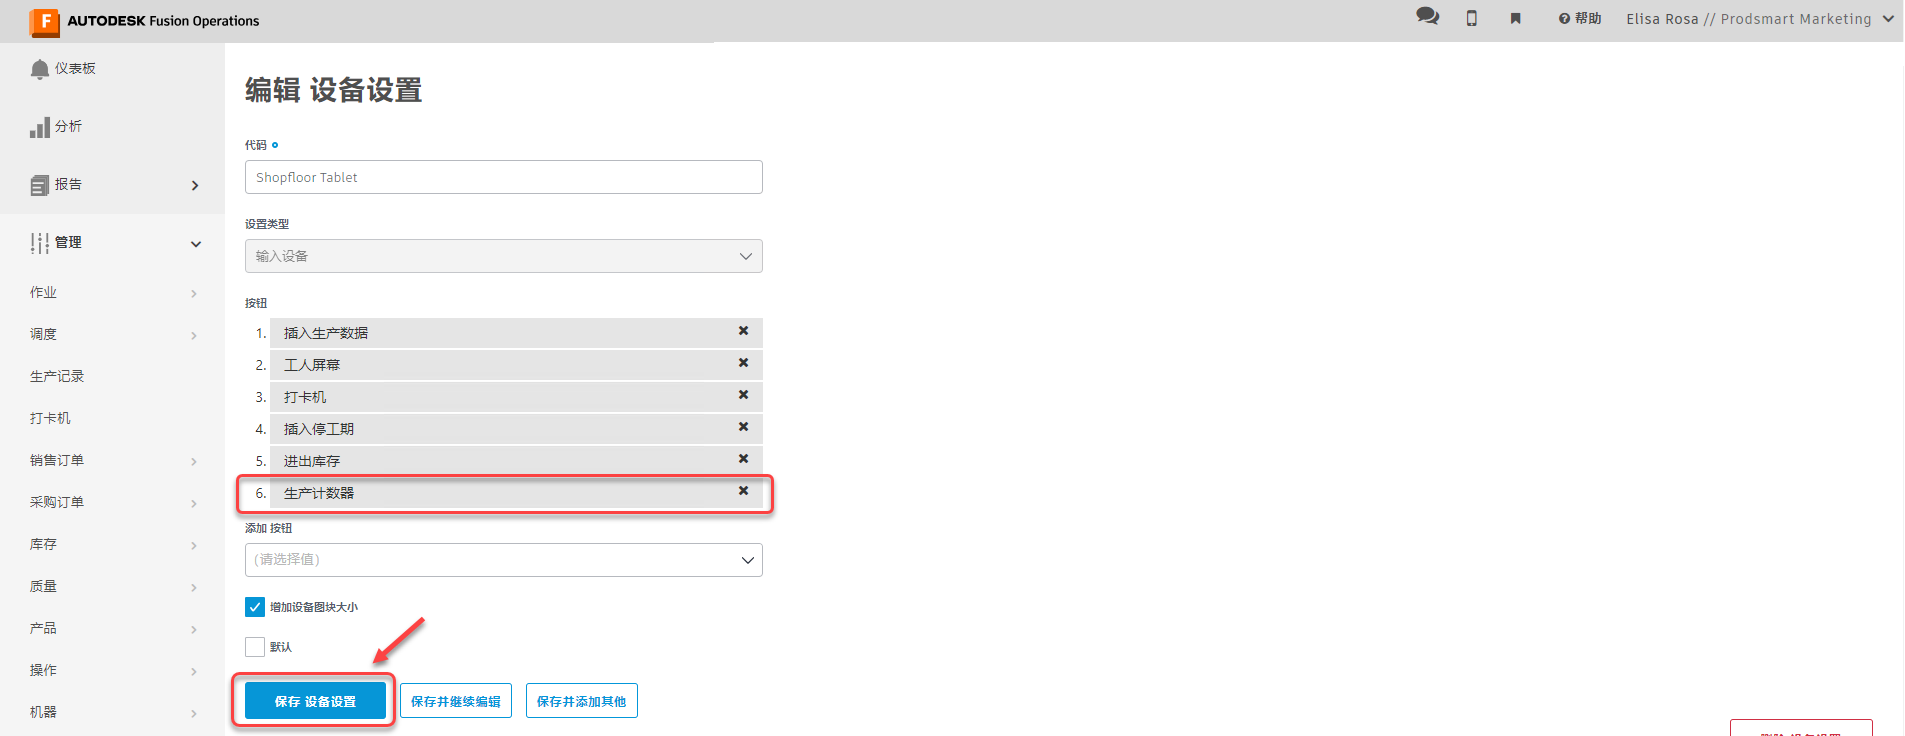 AUTODESK Fusion Operations
帮助
Elisa Rosa // Prodsmart Marketing
仪表板
分析
报告
管理
作业
调度
生产记录
打卡机
销售订单
采购订单
库存
质量
产品
操作
机器
编辑 设备设置
代码
Shopfloor Tablet
设置类型
输入设备
按钮
1. 插入生产数据
2. 工人屏幕
3. 打卡机
4. 插入停工期
5. 进出库存
6. 生产计数器
添加 按钮
(请选择值)
增加设备图块大小
默认
保存 设备设置
保存并继续编辑
保存并添加其他